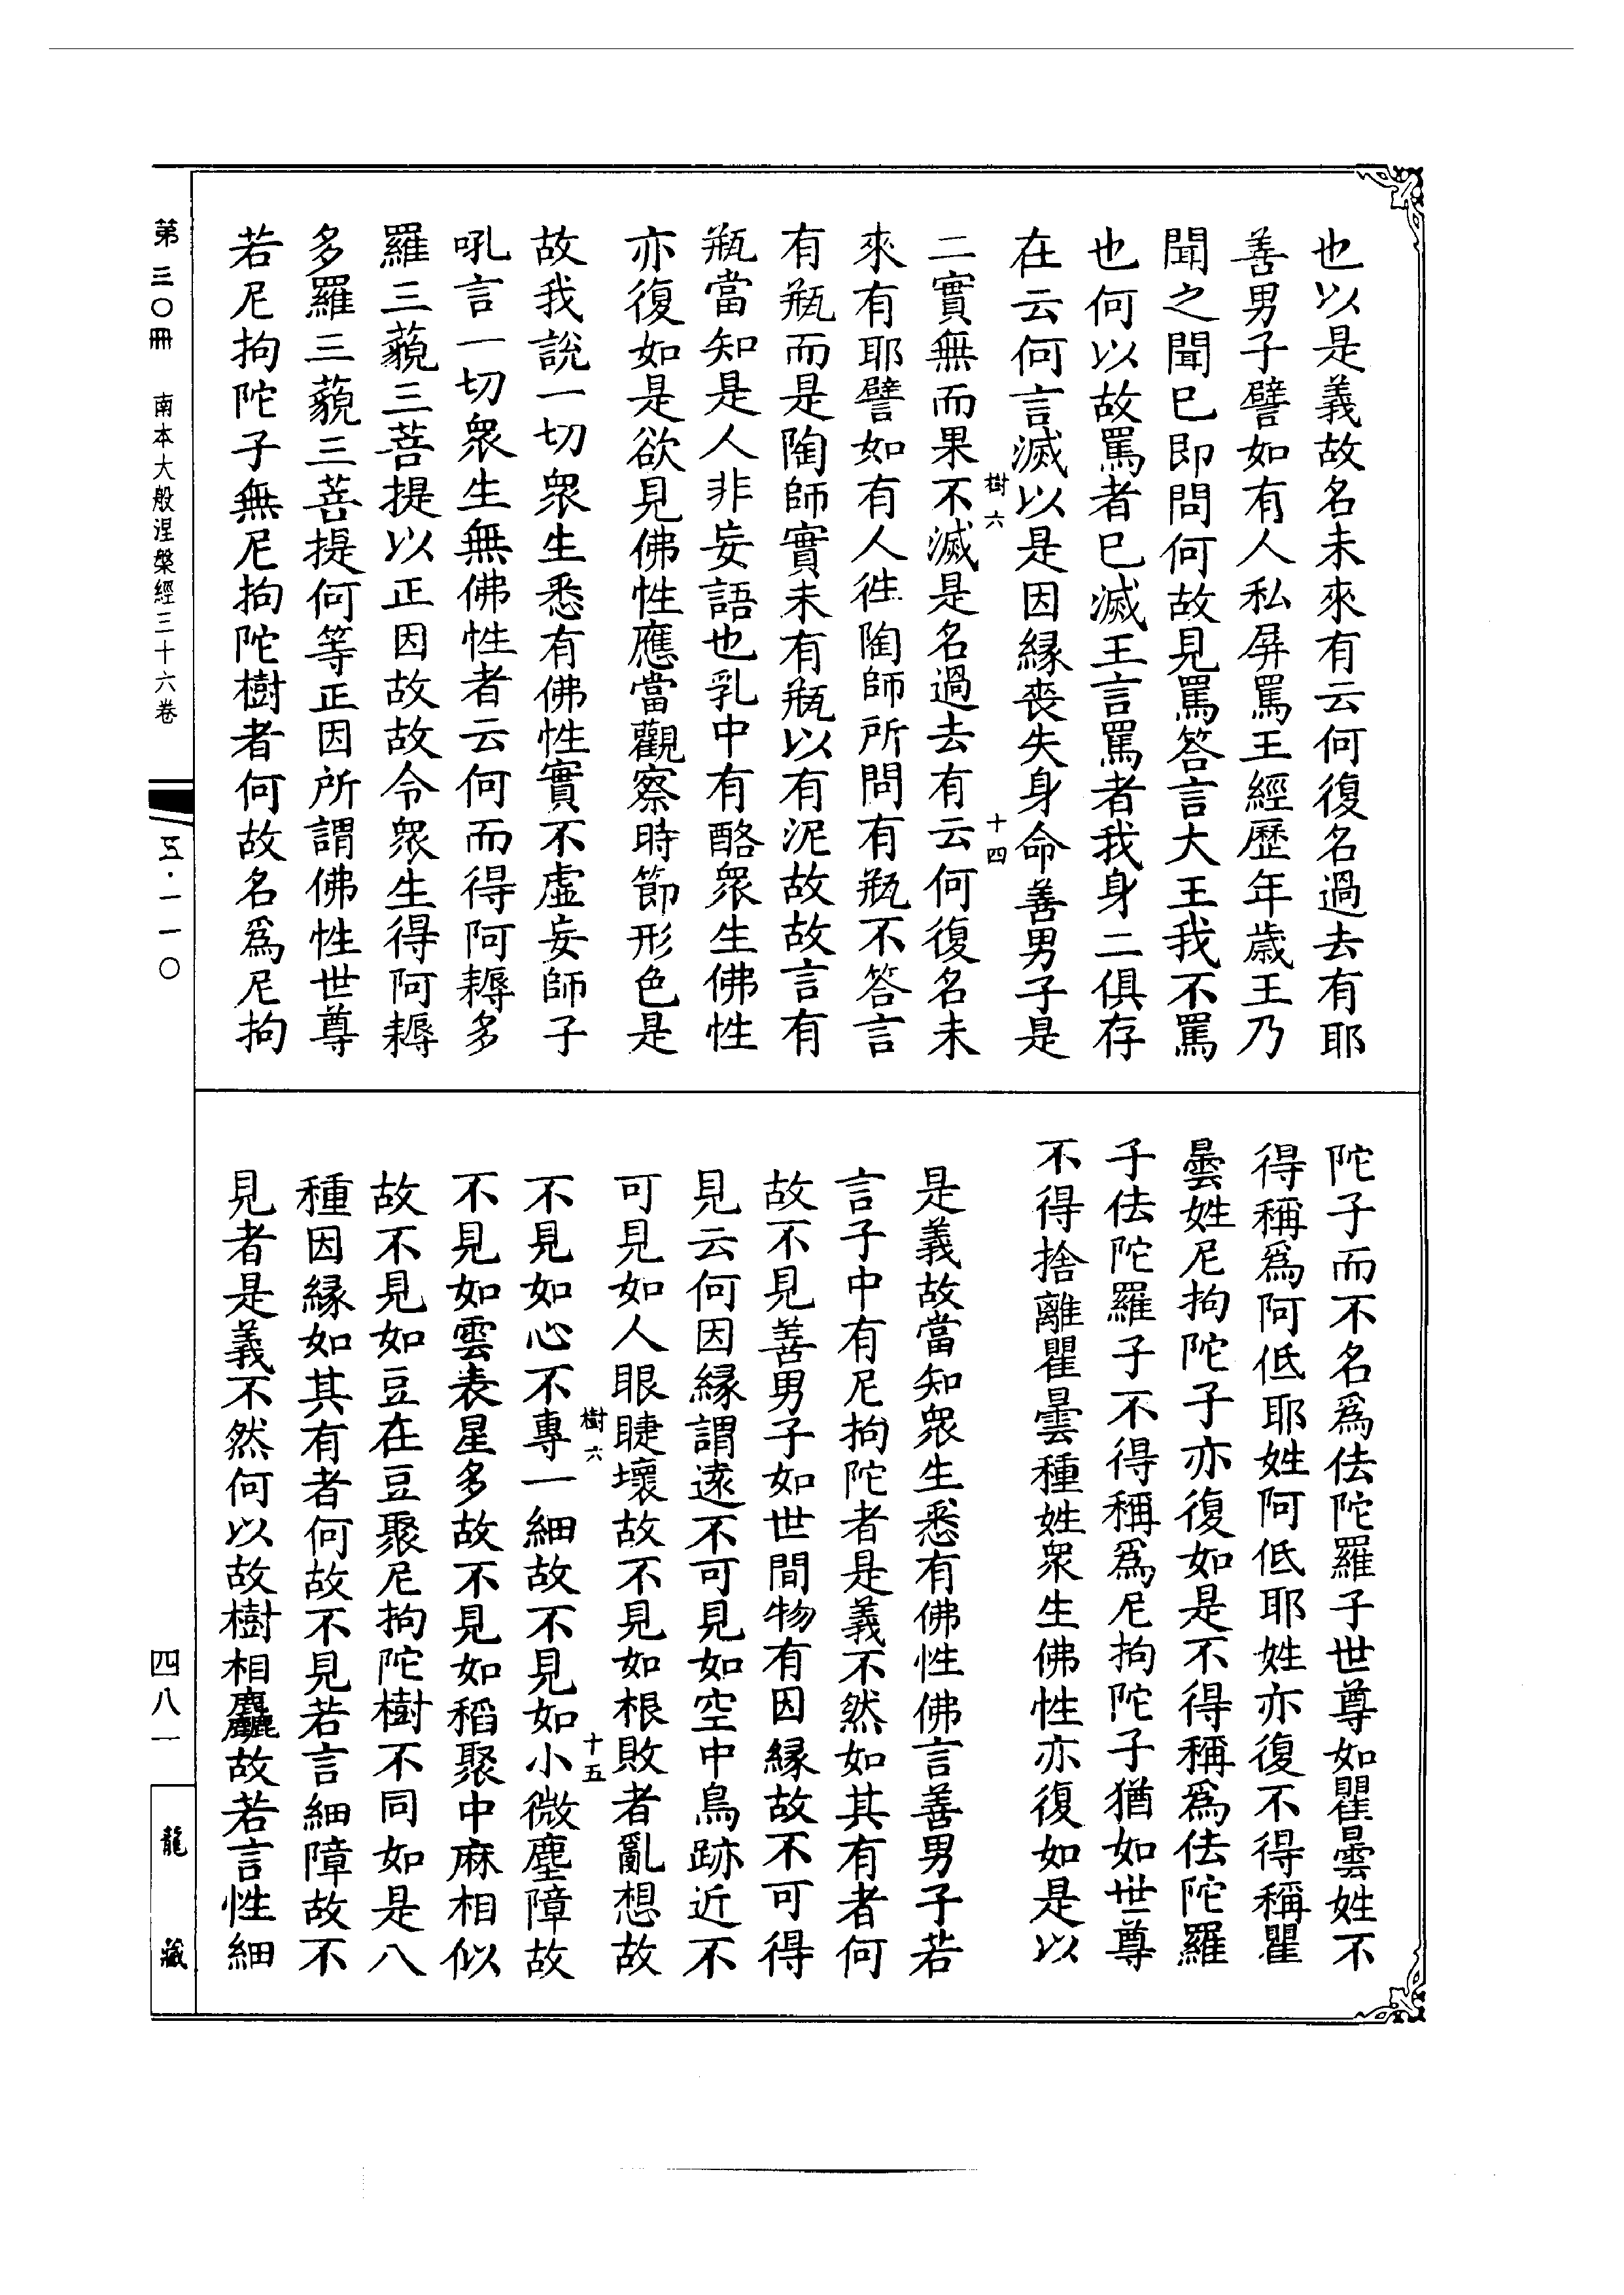 也以是義故名未來有云何復名過去有耶
善男子譬如有人私屏罵王經歷年歲王乃
聞之聞已即問何故見罵答言大王我不罵
也何以故罵者已滅王言罵者我身二俱存
在云何言滅以是因緣喪失身命善男子是
樹六 十四
二實無而果不滅是名過去有云何復名未
來有耶譬如有人往陶師所問有瓶不答言
有瓶而是陶師實未有瓶以有泥故故言有
瓶當知是人非妄語也乳中有酪眾生佛性
亦復如是欲見佛性應當觀察時節形色是
故我說一切眾生悉有佛性實不虛妄師子
吼言一切眾生無佛性者云何而得阿耨多
羅三藐三菩提以正因故故令眾生得阿耨
多羅三藐三菩提何等正因所謂佛性世尊
若尼拘陀子無尼拘陀樹者何故名為尼拘
陀子而不名為佉陀羅子世尊如瞿曇姓不
得稱為阿低耶姓阿低耶姓亦復不得稱瞿
曇姓尼拘陀子亦復如是不得稱為佉陀羅
子佉陀羅子不得稱為尼拘陀子猶如世尊
不得捨離瞿曇種姓眾生佛性亦復如是以
是義故當知眾生悉有佛性佛言善男子若
言子中有尼拘陀者是義不然如其有者何
故不見善男子如世間物有因緣故不可得
見云何因緣謂遠不可見如空中鳥跡近不
可見如人眼睫壞故不見如根敗者亂想故
樹六 十五
不見如心不專一細故不見如小微塵障故
不見如雲表星多故不見如稻聚中麻相似
故不見如豆在豆聚尼拘陀樹不同如是八
種因緣如其有者何故不見若言細障故不
見者是義不然何以故樹相麤故若言性細
第三〇冊 南本大般涅槃經三十六卷
五·一一〇
四八一
龍藏